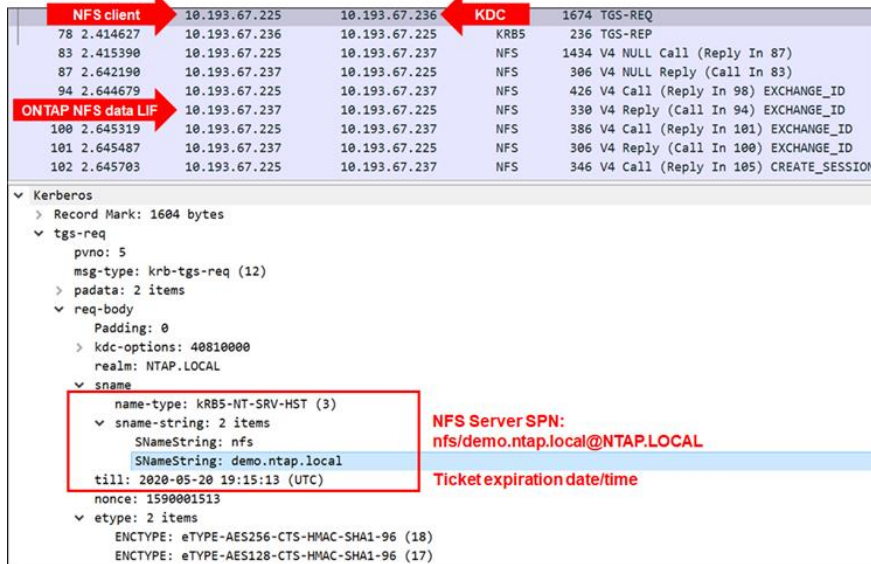 NFS client 10.193.67.225 10.193.67.236 KDC 1674 TGS-REQ
78 2.414627 10.193.67.236 10.193.67.225 KRB5 236 TGS-REP
83 2.415390 10.193.67.225 10.193.67.237 NFS 1434 V4 NULL Call (Reply In 87)
87 2.642190 10.193.67.237 10.193.67.225 NFS 306 V4 NULL Reply (Call In 83)
94 2.644679 10.193.67.225 10.193.67.237 NFS 426 V4 Call (Reply In 98) EXCHANGE_ID
ONTAP NFS data LIF 10.193.67.237 10.193.67.225 NFS 330 V4 Reply (Call In 94) EXCHANGE_ID
100 2.645319 10.193.67.225 10.193.67.237 NFS 386 V4 Call (Reply In 101) EXCHANGE_ID
101 2.645487 10.193.67.237 10.193.67.225 NFS 306 V4 Reply (Call In 100) EXCHANGE_ID
102 2.645703 10.193.67.225 10.193.67.237 NFS 346 V4 Call (Reply In 105) CREATE_SESSION
Kerberos
Record Mark: 1604 bytes
tgs-req
pvno: 5
msg-type: krb-tgs-req (12)
padata: 2 items
req-body
Padding: 0
kdc-options: 40810000
realm: NTAP.LOCAL
sname
name-type: kRB5-NT-SRV-HST (3)
sname-string: 2 items NFS Server SPN:
SNameString: nfs nfs/demo.ntap.local@NTAP.LOCAL
SNameString: demo.ntap.local
till: 2020-05-20 19:15:13 (UTC) Ticket expiration date/time
nonce: 1590001513
etype: 2 items
ENCTYPE: eTYPE-AES256-CTS-HMAC-SHA1-96 (18)
ENCTYPE: eTYPE-AES128-CTS-HMAC-SHA1-96 (17)